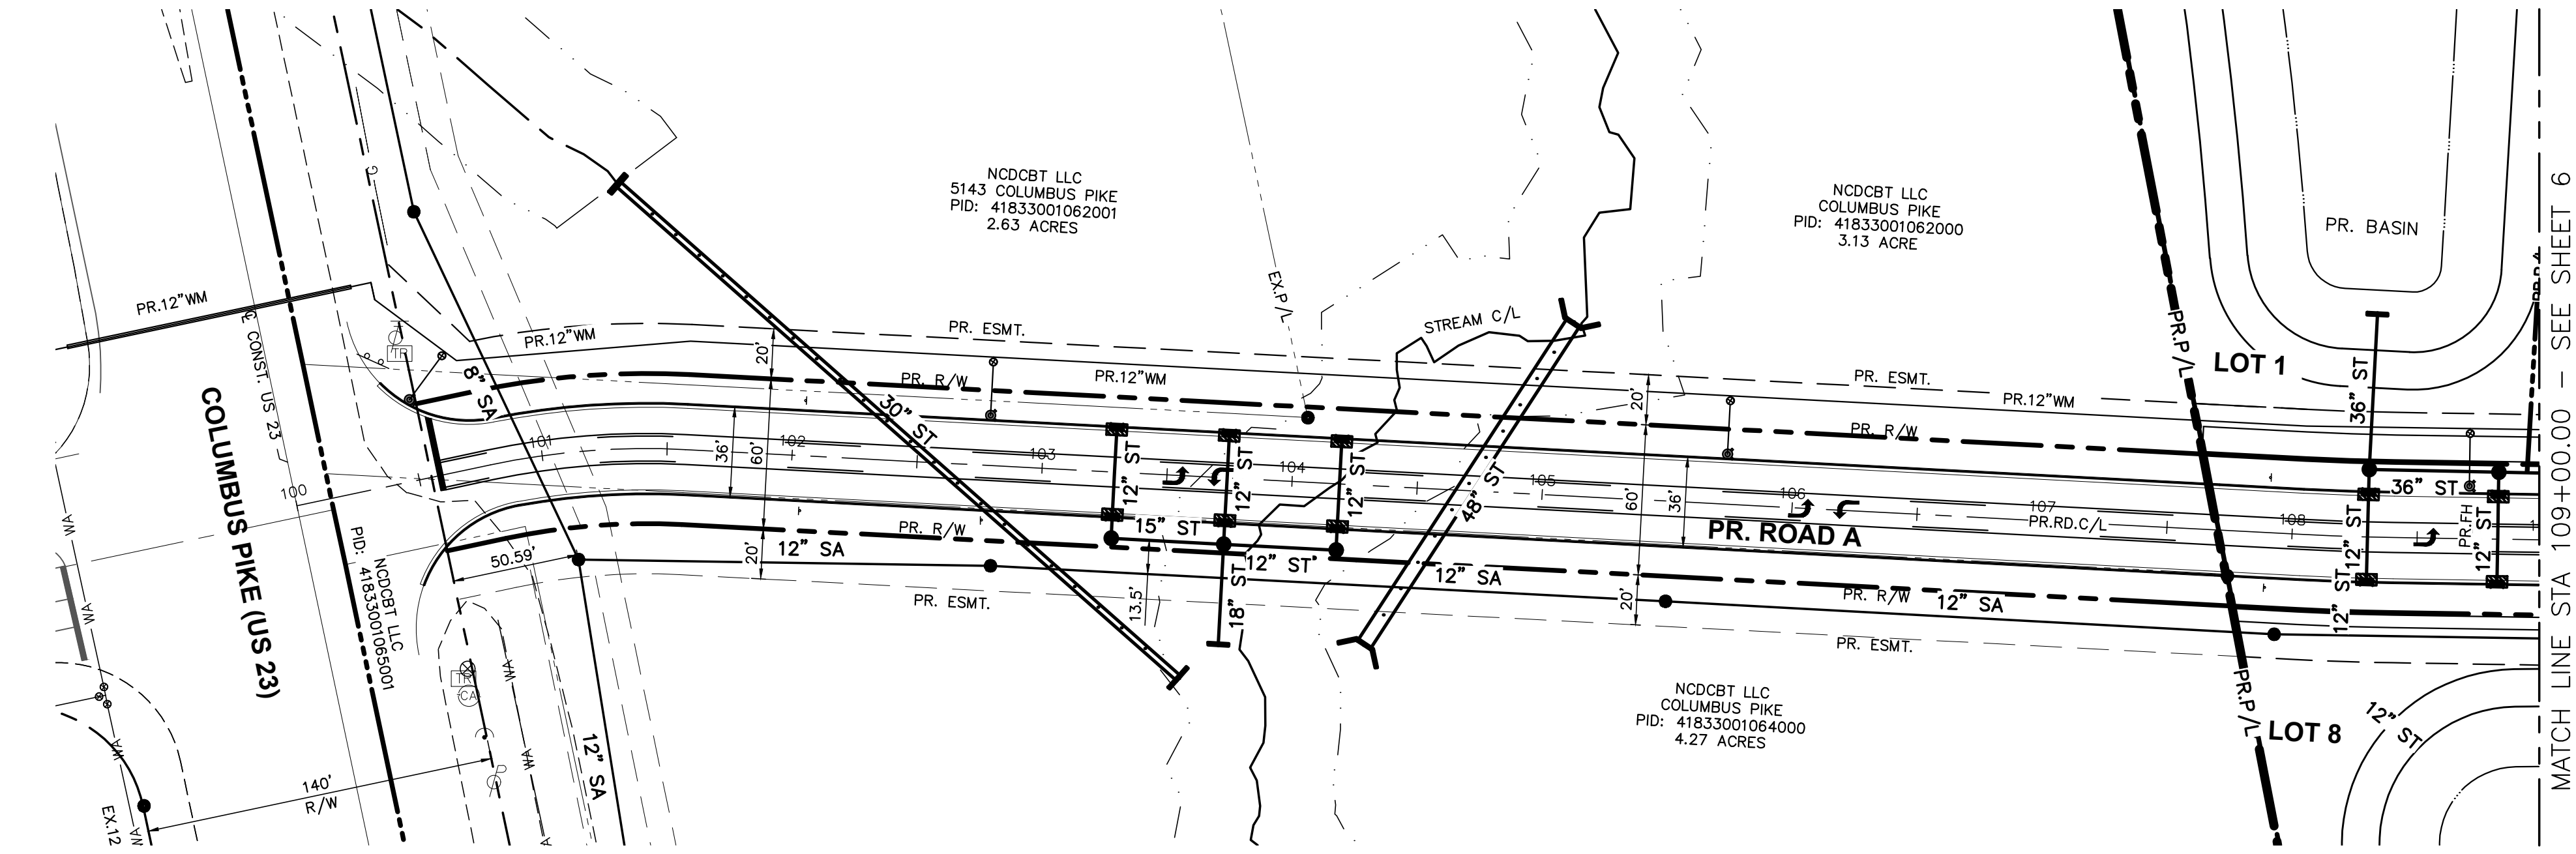 NCDCBT LLC
5143 COLUMBUS PIKE
PID: 41833001062001
2.63 ACRES
NCDCBT LLC
COLUMBUS PIKE
PID: 41833001062000
3.13 ACRE
PR. BASIN
MATCH LINE STA 109+00.00 - SEE SHEET 6
PR.12"WM
℄ CONST. US 23
COLUMBUS PIKE (US 23)
G
TR
8" SA
PR.12"WM
20'
PR. ESMT.
EX.P/L
STREAM C/L
PR. R/W
PR.12"WM
30" ST
20'
PR. ESMT.
PR.12"WM
PR. R/W
PR.P/L
LOT 1
36" ST
36" ST
100
101
102
103
104
105
106
107
108
36'
60'
12" ST
12" ST
12" ST
48" ST
60'
36'
PR.RD.C/L
PR. ROAD A
12" ST
PR.FH
12" ST
PR. R/W
15" ST
12" ST
12" SA
50.59'
20'
13.5'
18" ST
12" SA
20'
PR. R/W
12" SA
12" ST
PR. ESMT.
PR. ESMT.
NCDCBT LLC
PID: 41833001065001
WA
WA
WA
WA
WA
WA
WA
TR
CA
12" SA
140'
R/W
EX.12
NCDCBT LLC
COLUMBUS PIKE
PID: 41833001064000
4.27 ACRES
PR.P/L
LOT 8
12" ST